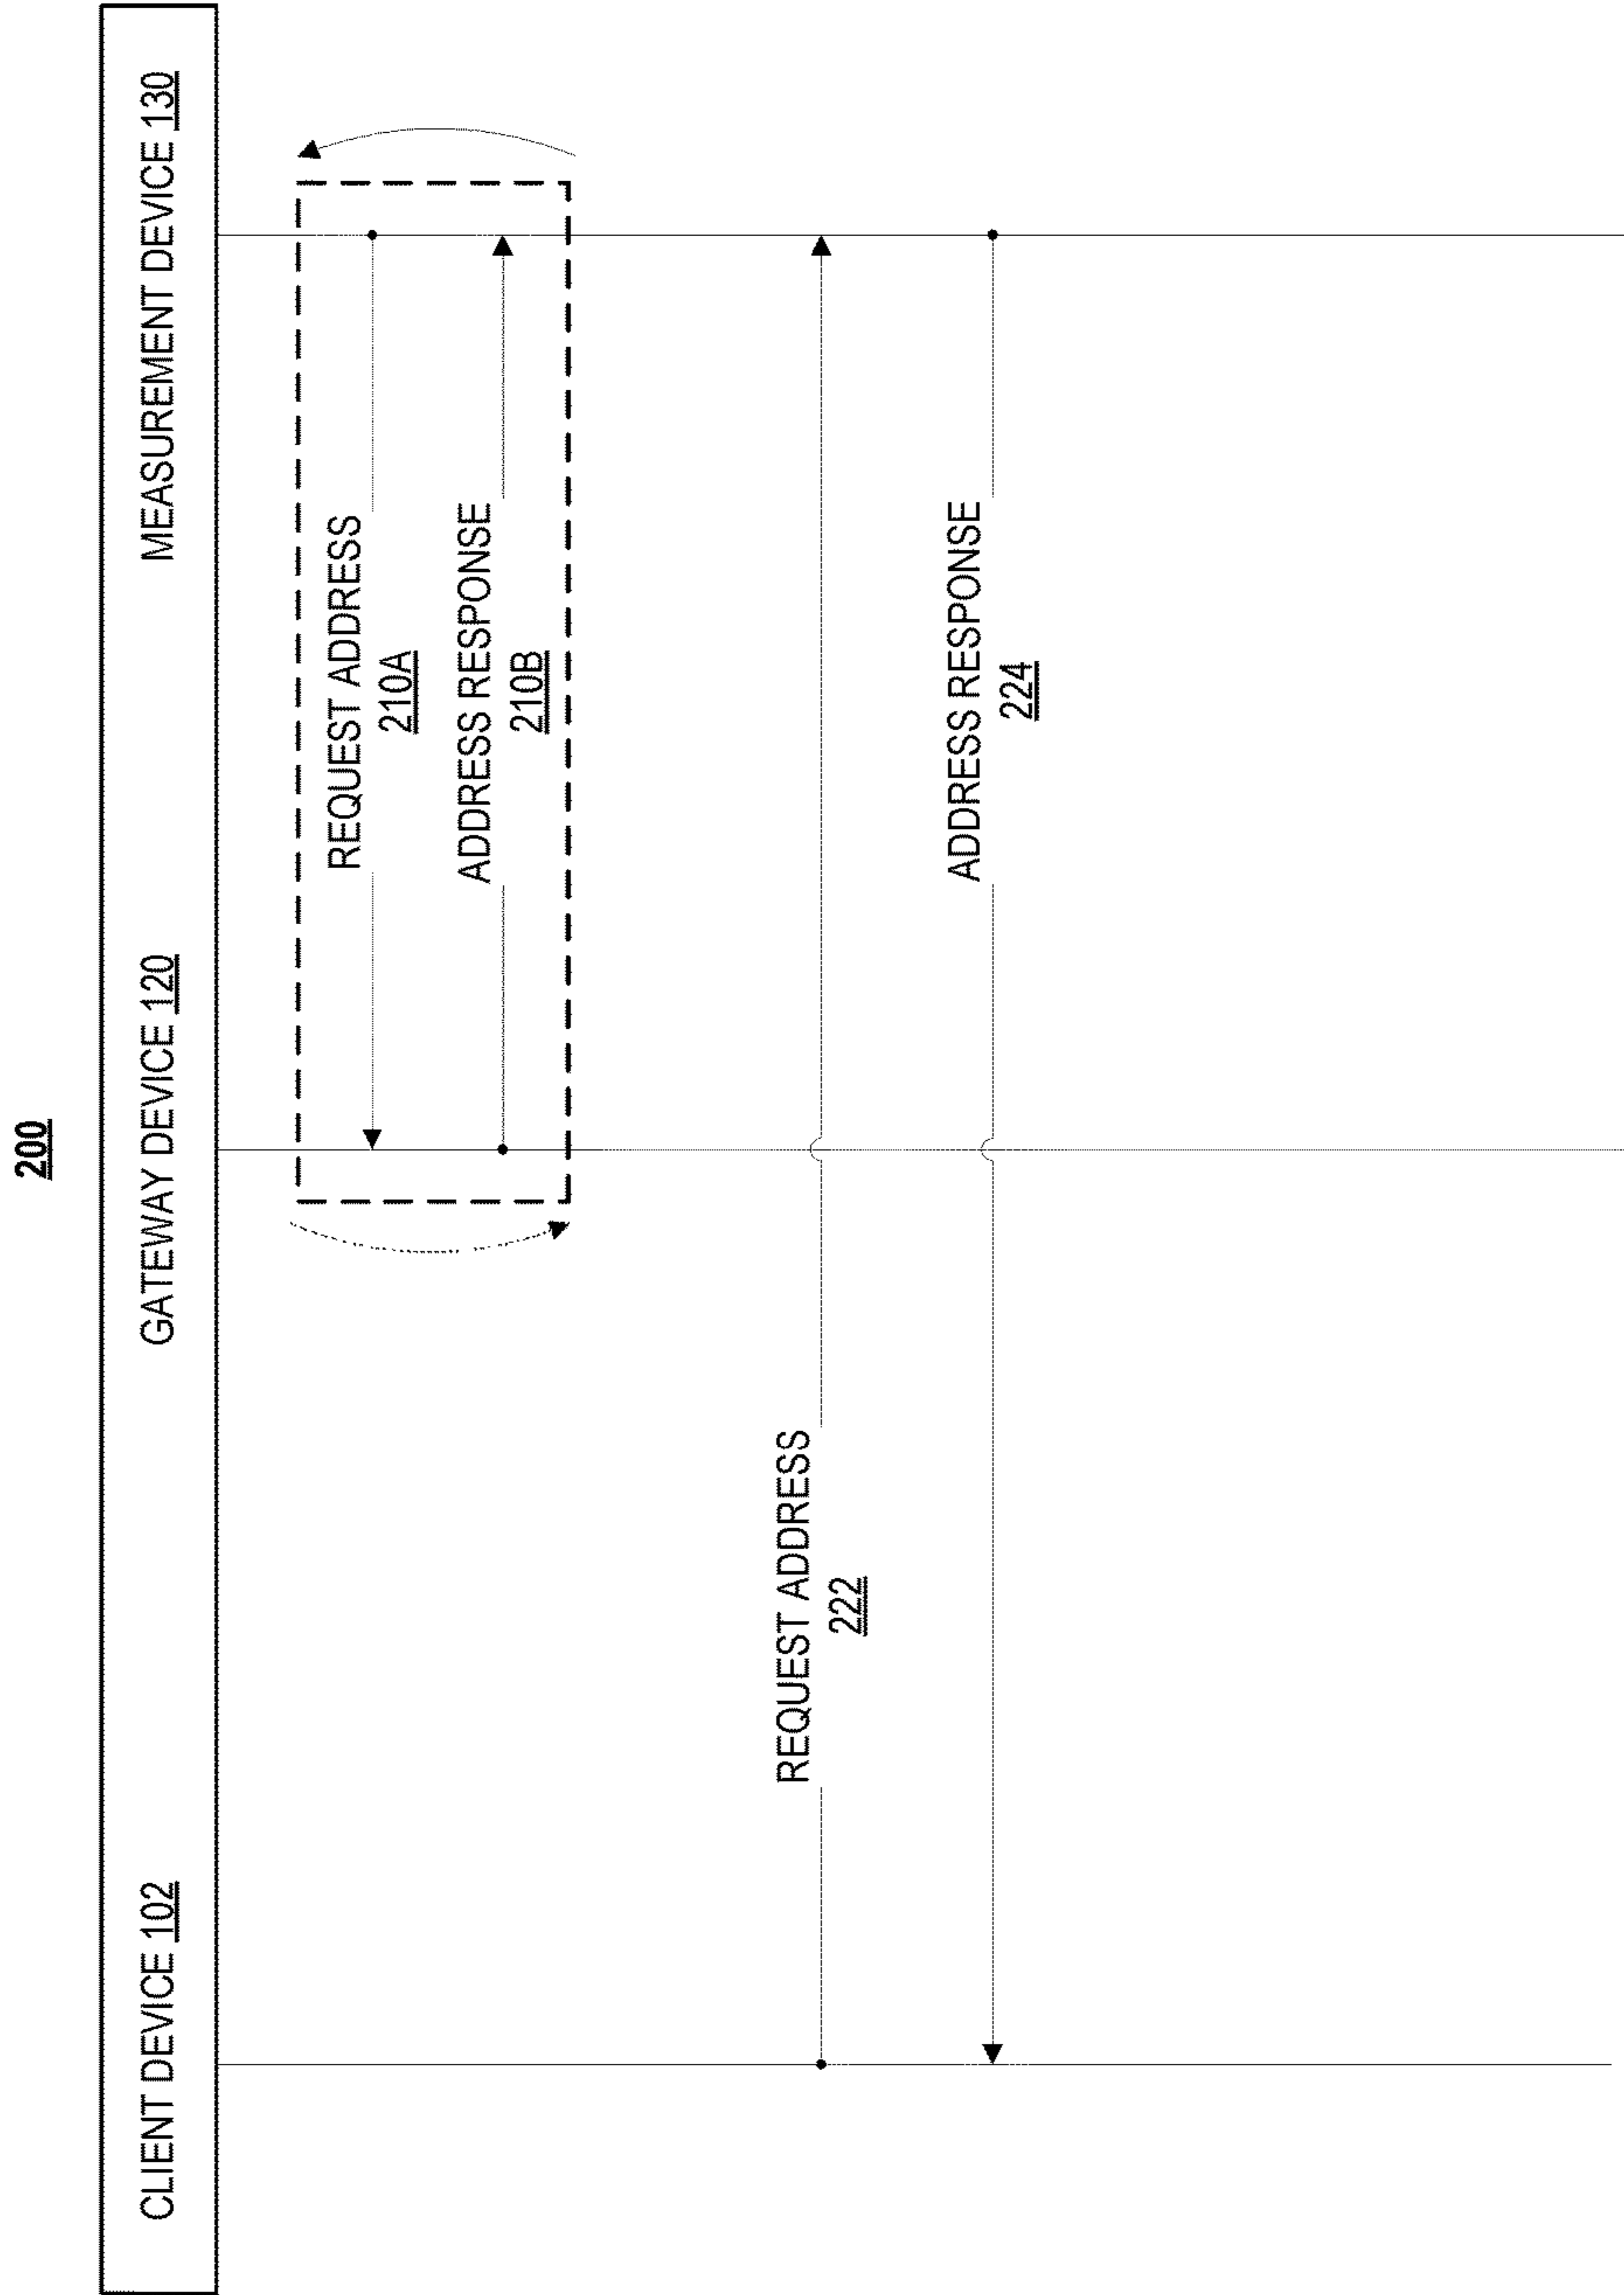 200
CLIENT DEVICE 102
GATEWAY DEVICE 120
MEASUREMENT DEVICE 130
REQUEST ADDRESS
210A
ADDRESS RESPONSE
210B
REQUEST ADDRESS
222
ADDRESS RESPONSE
224